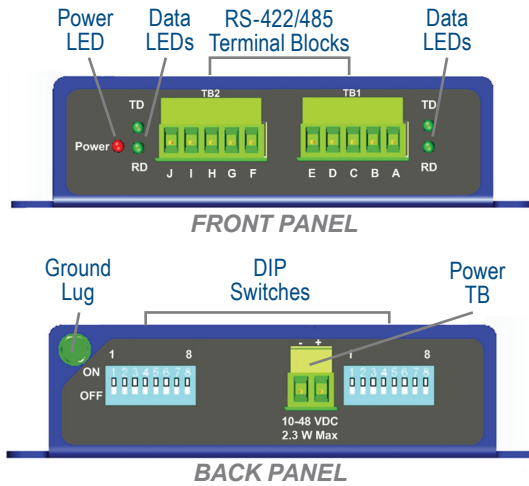 Power LED
Data LEDs
RS-422/485 Terminal Blocks
Data LEDs
TB2
TB1
TD
TD
Power
RD
RD
J I H G F
E D C B A
FRONT PANEL
Ground Lug
DIP Switches
Power TB
- +
1 8
8
ON
1 2 3 4 5 6 7 8
1 2 3 4 5 6 7 8
OFF
10-48 VDC
2.3 W Max
BACK PANEL